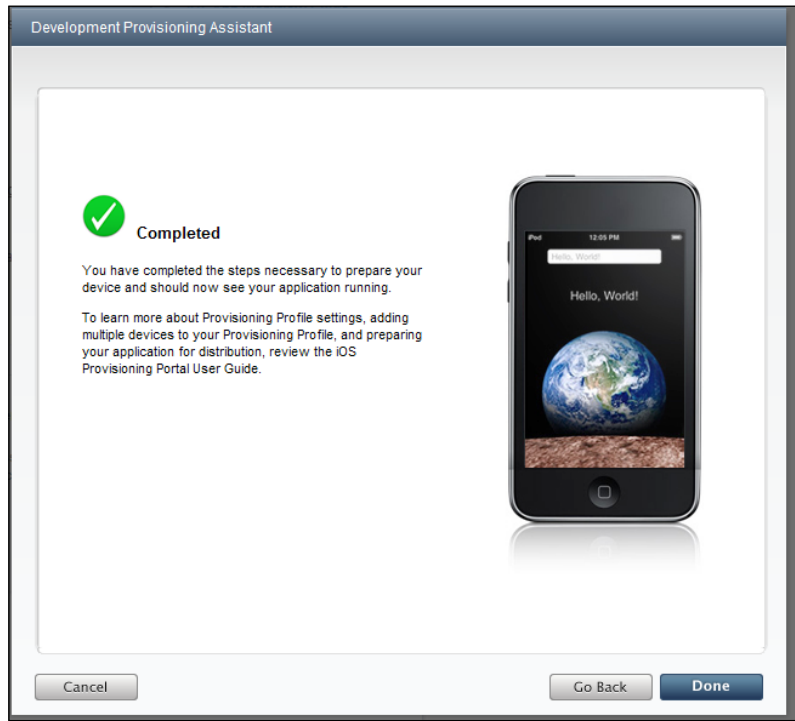 Development Provisioning Assistant
Completed
You have completed the steps necessary to prepare your
device and should now see your application running.
To learn more about Provisioning Profile settings, adding
multiple devices to your Provisioning Profile, and preparing
your application for distribution, review the iOS
Provisioning Portal User Guide.
iPod 12:05 PM
Hello, World!
Hello, World!
Cancel Go Back Done